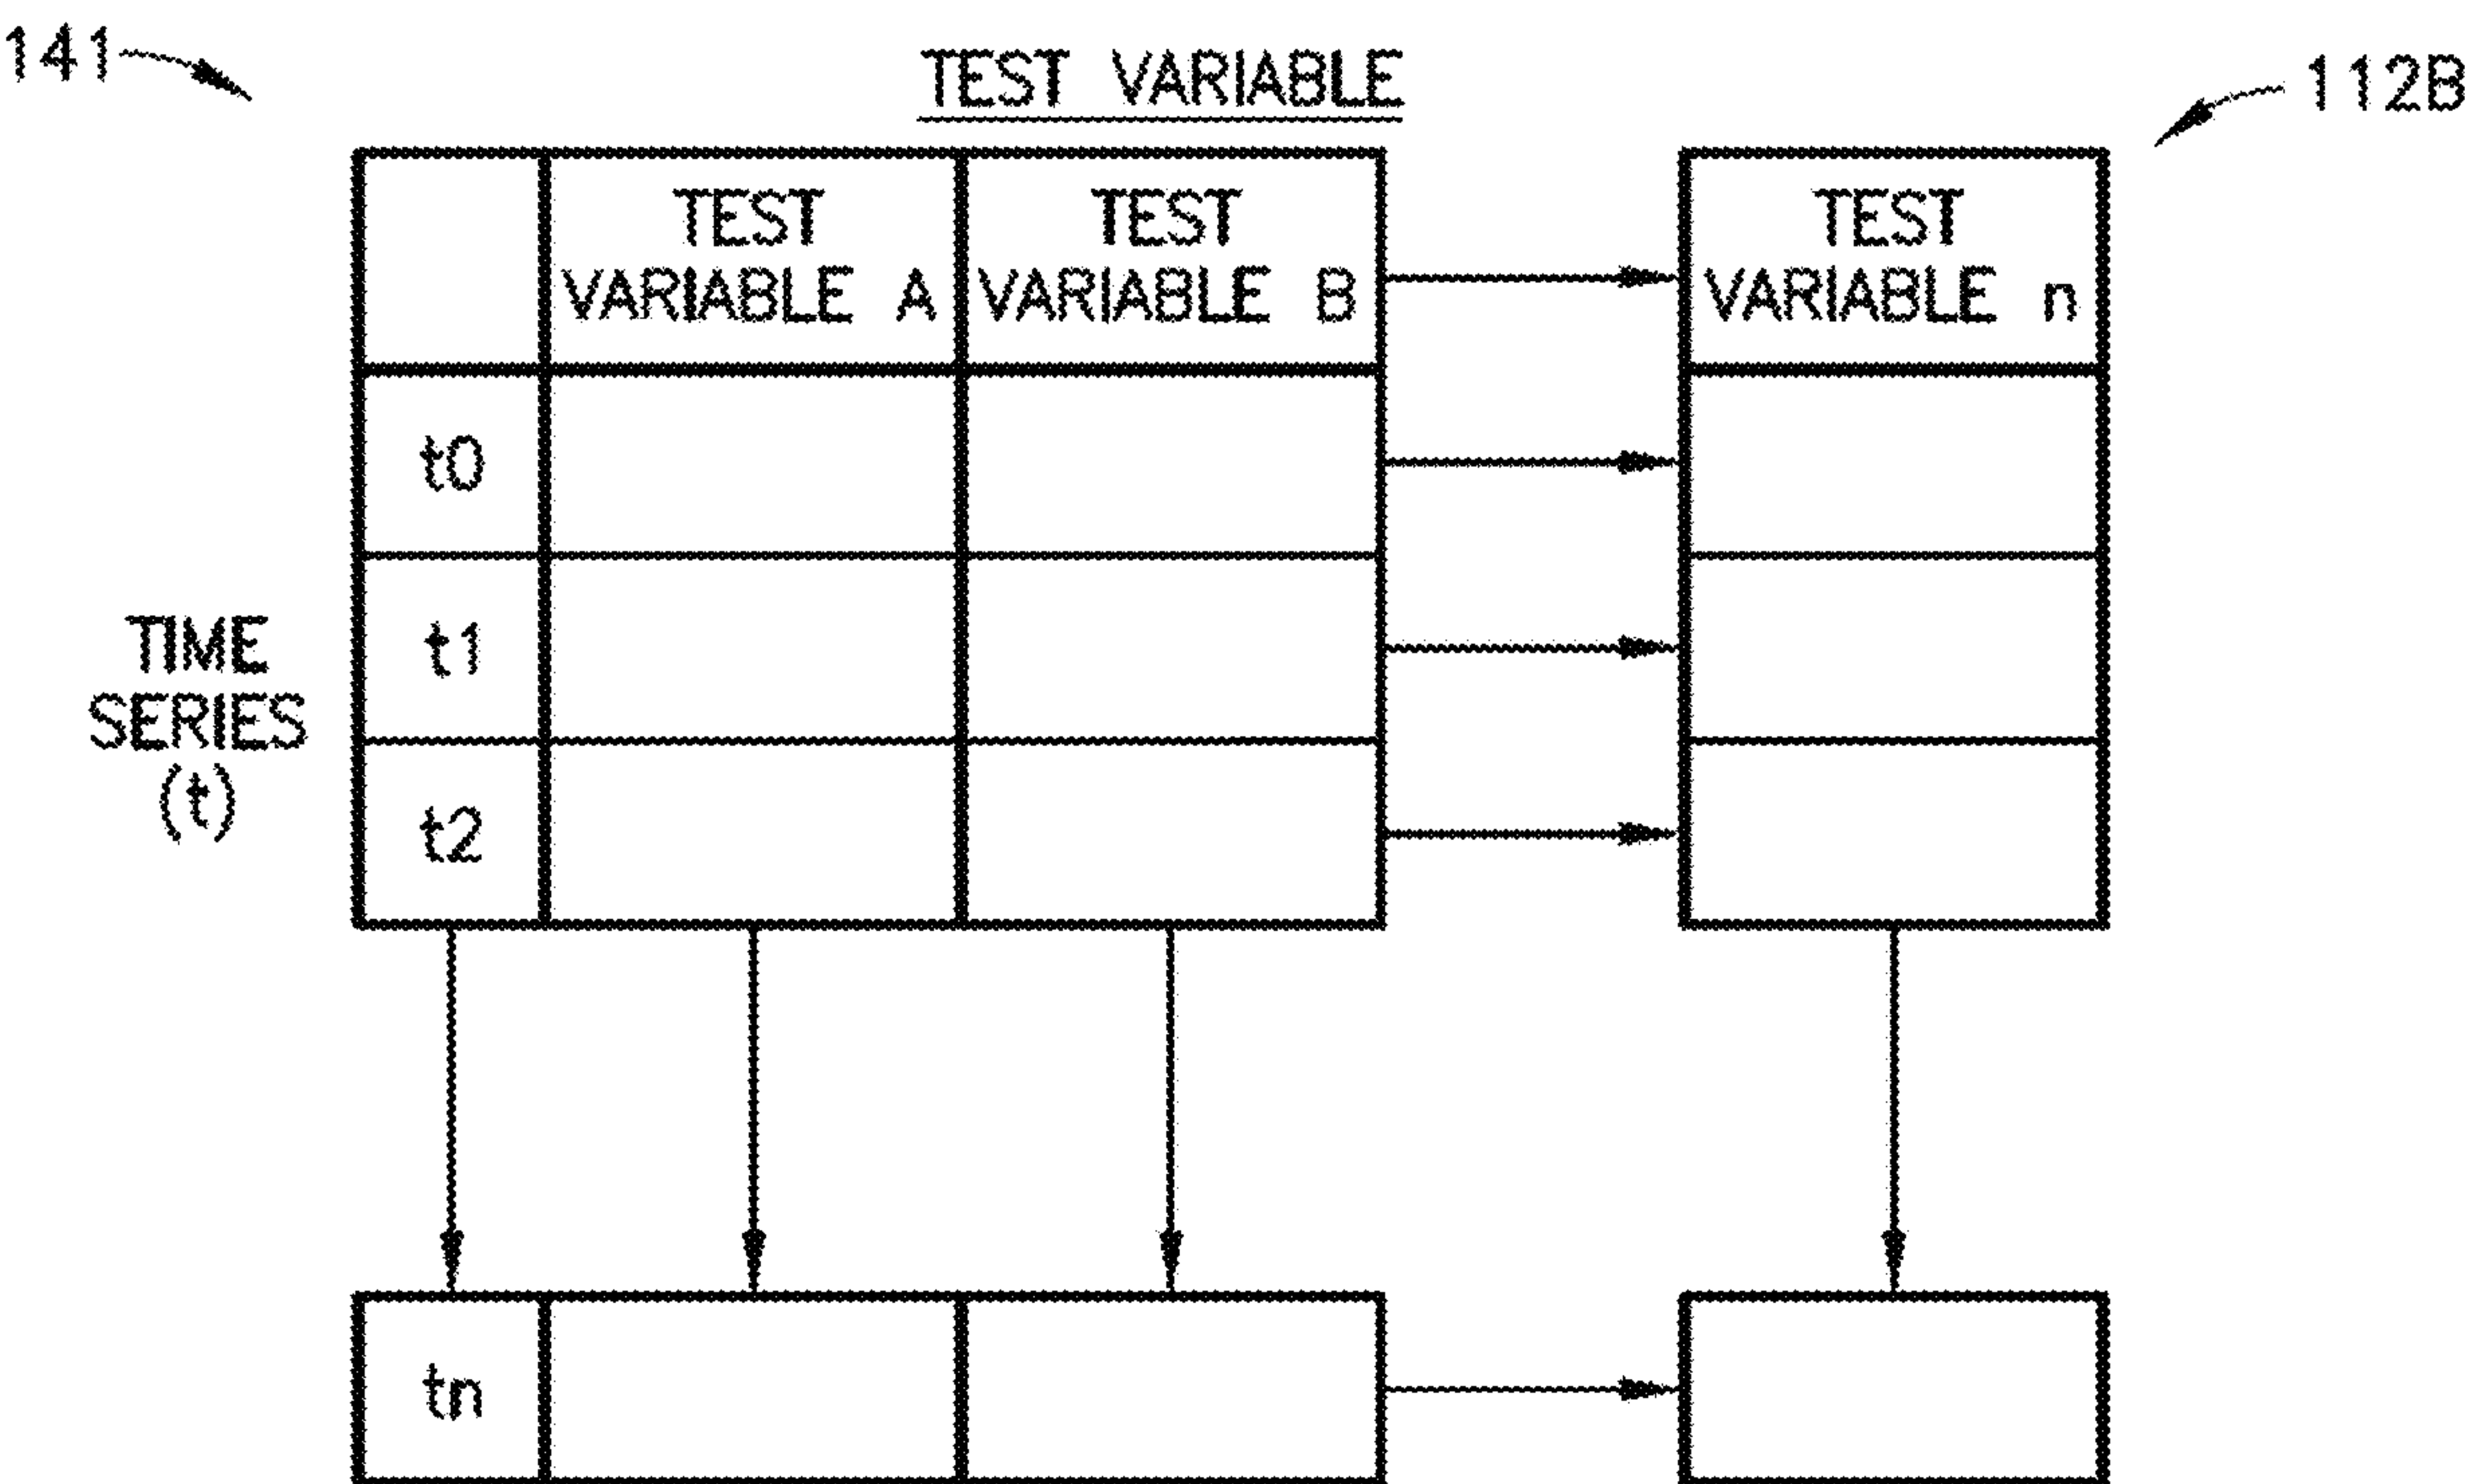 141
TEST VARIABLE
112B
TEST
VARIABLE A
TEST
VARIABLE B
TEST
VARIABLE n
t0
TIME
SERIES
(t)
t1
t2
tn